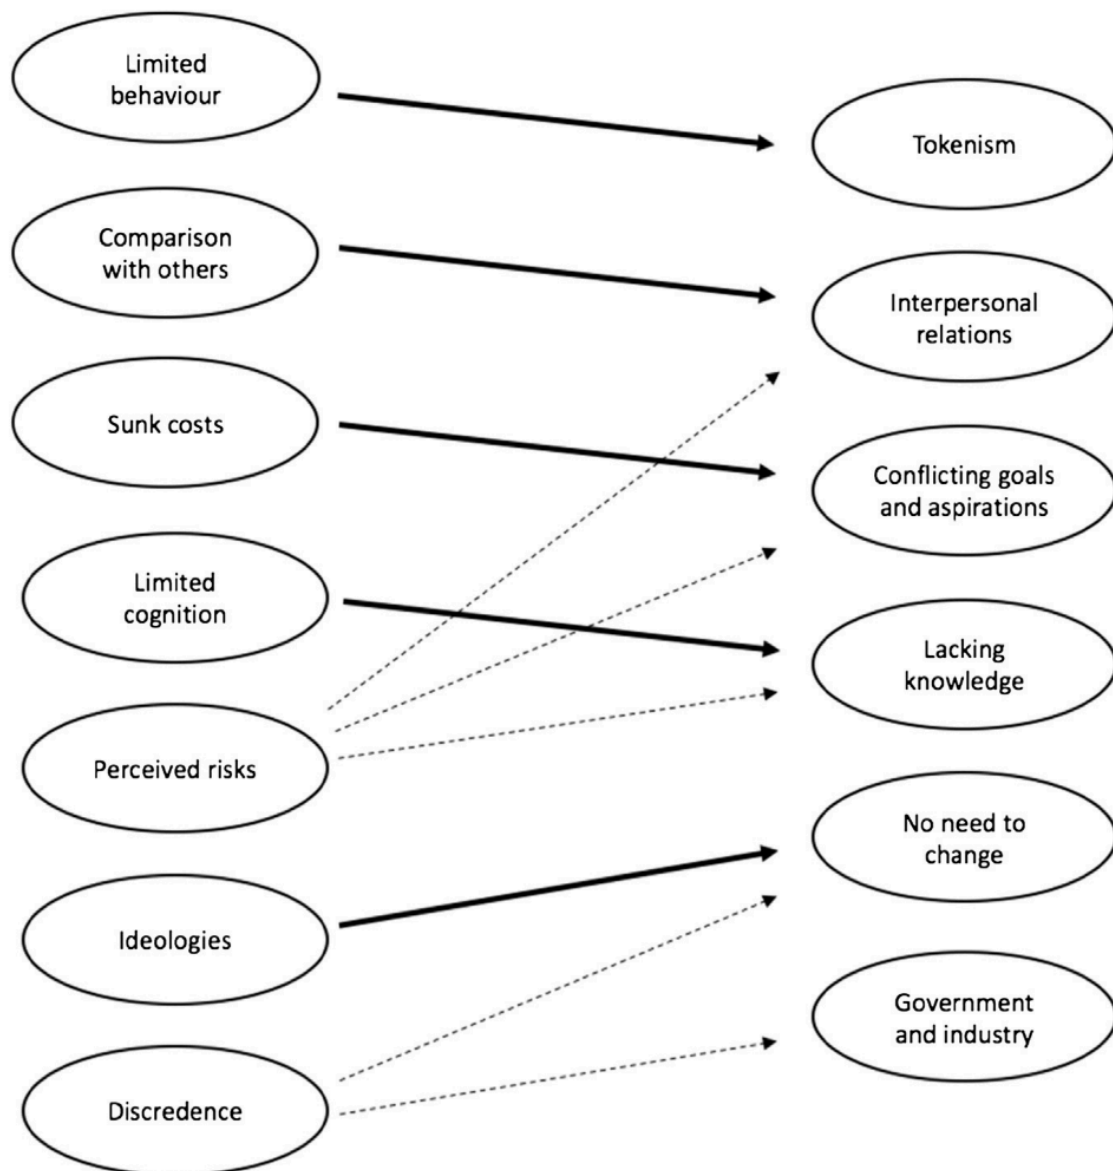 Limited
behaviour
Comparison
with others
Sunk costs
Limited
cognition
Perceived risks
Ideologies
Discredence
Tokenism
Interpersonal
relations
Conflicting goals
and aspirations
Lacking
knowledge
No need to
change
Government
and industry